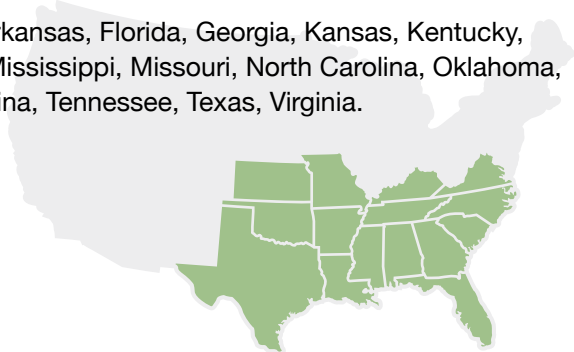 kansas, Florida, Georgia, Kansas, Kentucky,
Mississippi, Missouri, North Carolina, Oklahoma,
ina, Tennessee, Texas, Virginia.